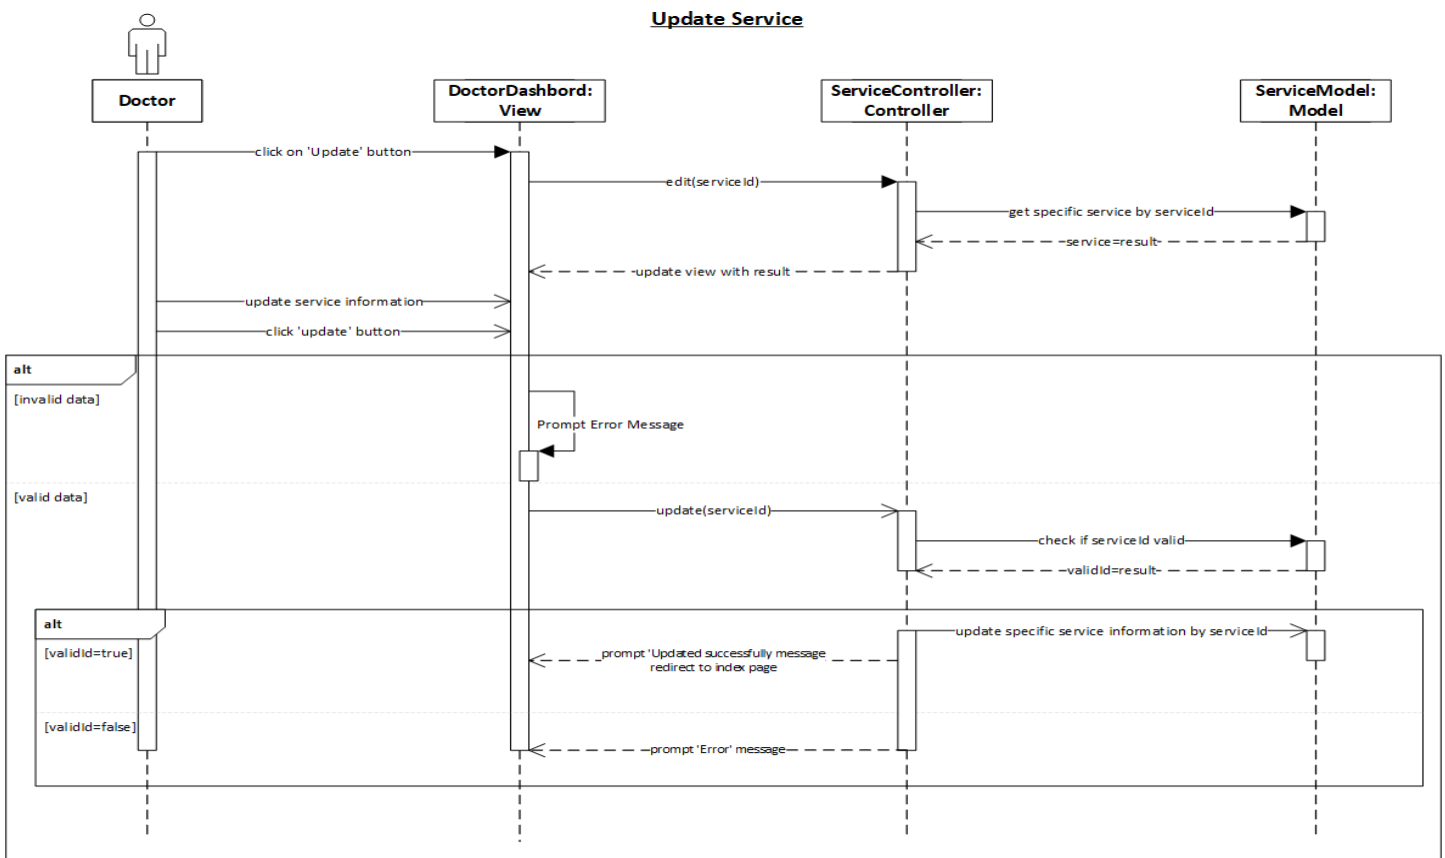 Update Service
Doctor
DoctorDashbord:
View
ServiceController:
Controller
ServiceModel:
Model
click on 'Update' button
edit(serviceId)
get specific service by serviceId
service=result
update view with result
update service information
click 'update' button
alt
[invalid data]
Prompt Error Message
[valid data]
update(serviceId)
check if serviceId valid
validId=result
alt
update specific service information by serviceId
[validId=true]
prompt 'Updated successfully message
redirect to index page
[validId=false]
prompt 'Error' message